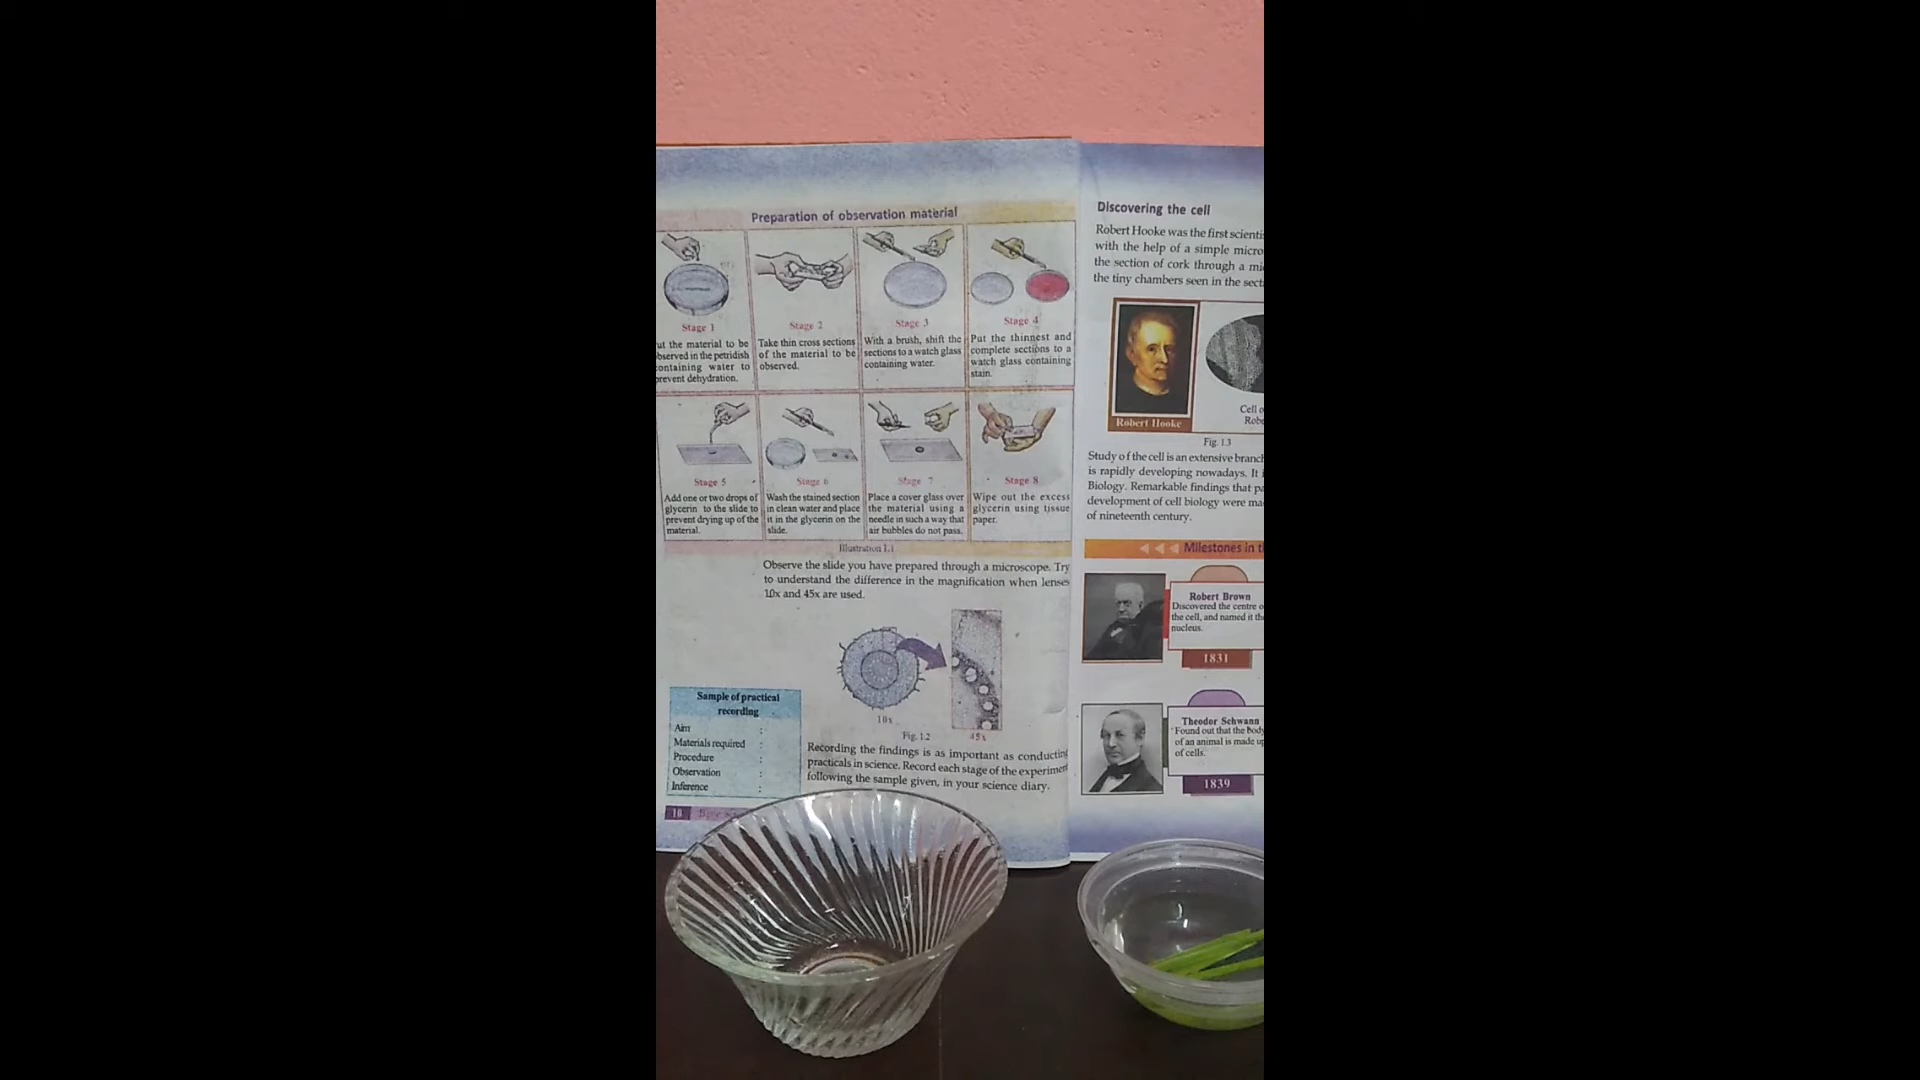 Preparation of observation material
Stage 1
ut the material to be
bserved in the petridish
ontaining water to
revent dehydration.
Stage 2
Take thin cross sections
of the material to be
observed.
Stage 3
With a brush, shift the
sections to a watch glass
containing water.
Stage 4
Put the thinnest and
complete sections to a
watch glass containing
stain.
Stage 5
Add one or two drops of
glycerin to the slide to
prevent drying up of the
material.
Stage 6
Wash the stained section
in clean water and place
it in the glycerin on the
slide.
Stage 7
Place a cover glass over
the material using a
needle in such a way that
air bubbles do not pass.
Stage 8
Wipe out the excess
glycerin using tissue
paper.
Illustration 1.1
Observe the slide you have prepared through a microscope. Try
to understand the difference in the magnification when lenses
10x and 45x are used.
10x
45x
Fig. 1.2
Sample of practical
recording
Aim :
Materials required :
Procedure :
Observation :
Inference :
Recording the findings is as important as conducting
practicals in science. Record each stage of the experiment
following the sample given, in your science diary.
Discovering the cell
Robert Hooke was the first scienti
with the help of a simple micro
the section of cork through a mi
the tiny chambers seen in the sect
Robert Hooke
Cell o
Robe
Fig. 1.3
Study of the cell is an extensive branch
is rapidly developing nowadays. It i
Biology. Remarkable findings that pa
development of cell biology were ma
of nineteenth century.
Milestones in t
Robert Brown
Discovered the centre o
the cell, and named it th
nucleus.
1831
Theodor Schwann
Found out that the body
of an animal is made up
of cells.
1839